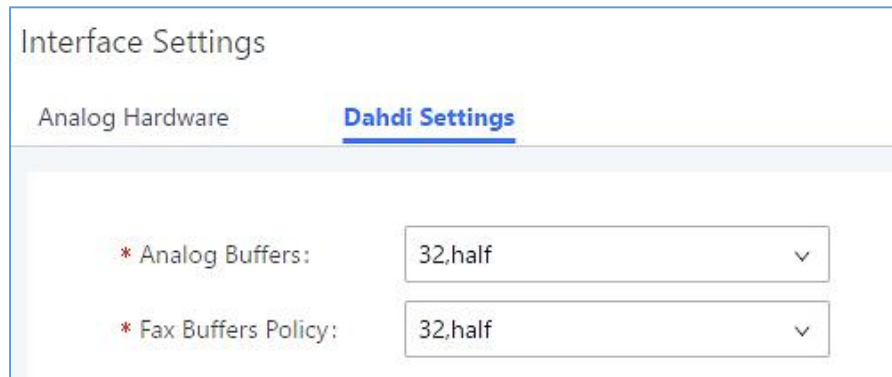 Interface Settings
Analog Hardware Dahdi Settings
* Analog Buffers: 32,half
* Fax Buffers Policy: 32,half